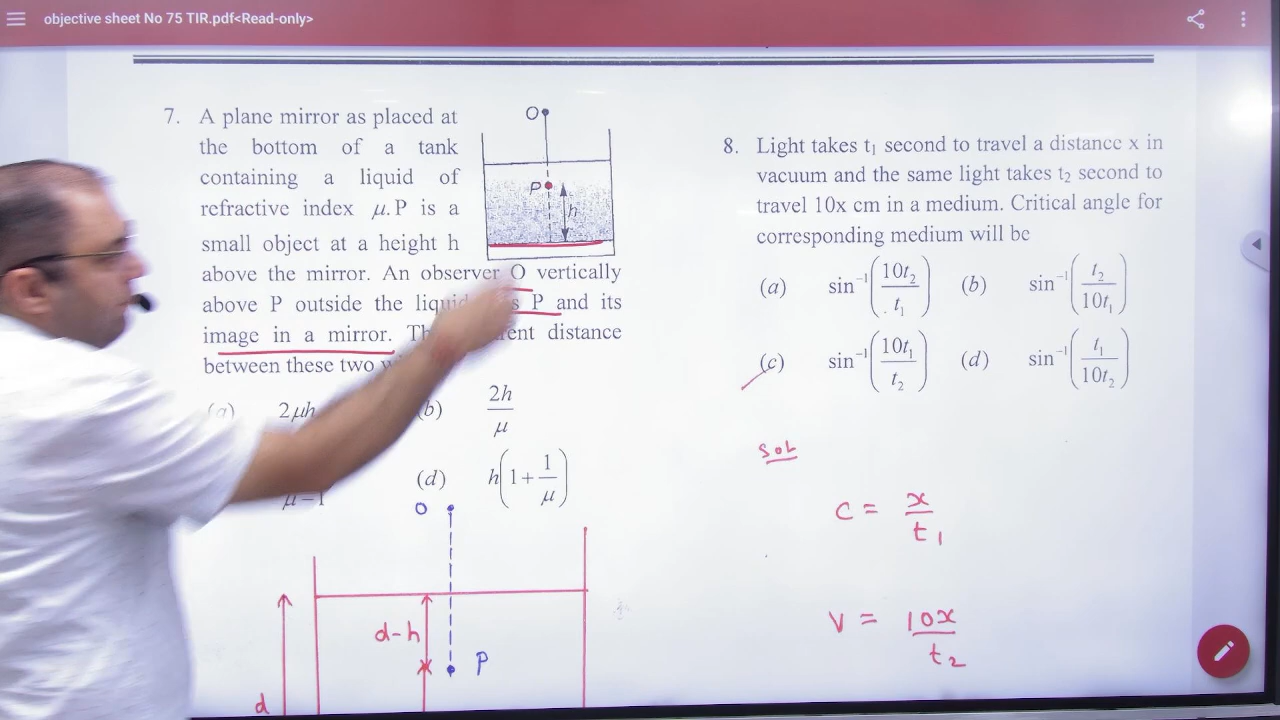 objective sheet No 75 TIR.pdf<Read-only>
7. A plane mirror as placed at
the bottom of a tank
containing a liquid of
refractive index μ. P is a
small object at a height h
above the mirror. An observer O vertically
above P outside the liquid P and its
image in a mirror. distance
between these two
(a) 2μh (b) 2h/μ
μ-1 (d) h(1+1/μ)
O
P
h
O
d-h
P
d
8. Light takes t₁ second to travel a distance x in
vacuum and the same light takes t₂ second to
travel 10x cm in a medium. Critical angle for
corresponding medium will be
(a) sin⁻¹(10t₂/t₁) (b) sin⁻¹(t₂/10t₁)
(c) sin⁻¹(10t₁/t₂) (d) sin⁻¹(t₁/10t₂)
Sol
C = x/t₁
V = 10x/t₂